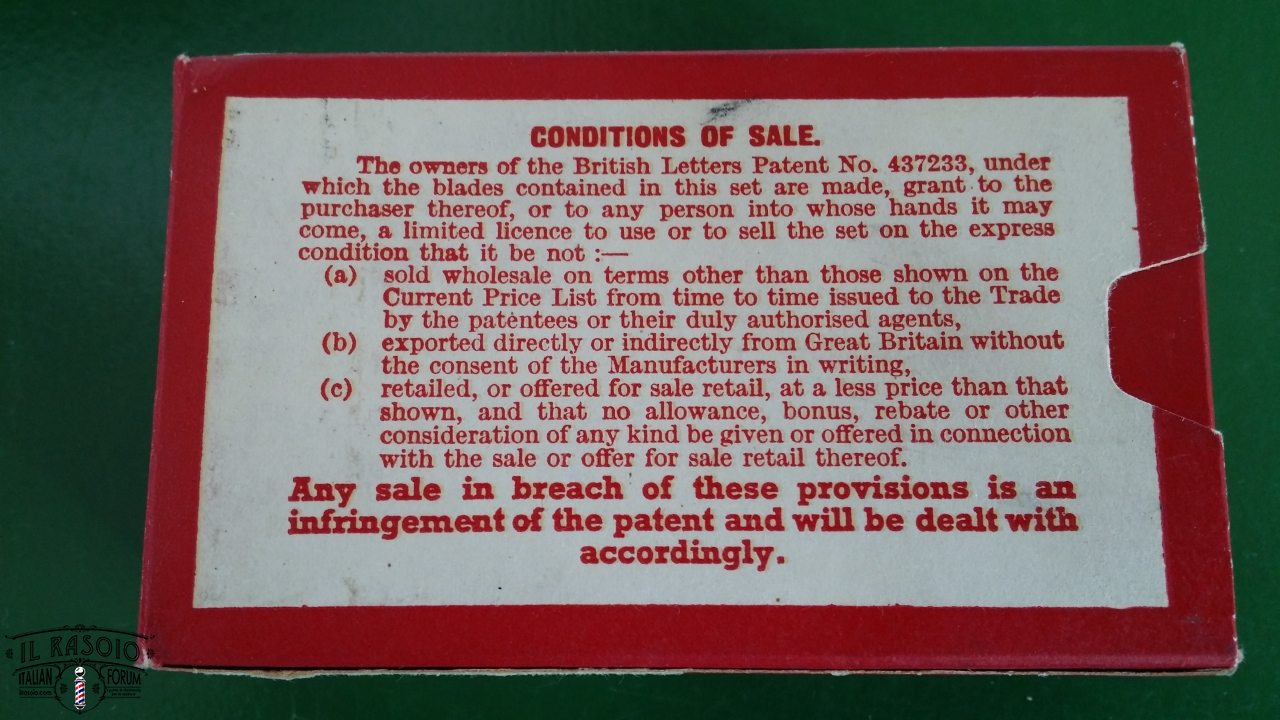 CONDITIONS OF SALE.
The owners of the British Letters Patent No. 437233, under
which the blades contained in this set are made, grant to the
purchaser thereof, or to any person into whose hands it may
come, a limited licence to use or to sell the set on the express
condition that it be not :—
(a) sold wholesale on terms other than those shown on the
Current Price List from time to time issued to the Trade
by the patentees or their duly authorised agents,
(b) exported directly or indirectly from Great Britain without
the consent of the Manufacturers in writing,
(c) retailed, or offered for sale retail, at a less price than that
shown, and that no allowance, bonus, rebate or other
consideration of any kind be given or offered in connection
with the sale or offer for sale retail thereof.
Any sale in breach of these provisions is an
infringement of the patent and will be dealt with
accordingly.
IL RASOIO
ITALIAN FORUM
ilrasoio.com